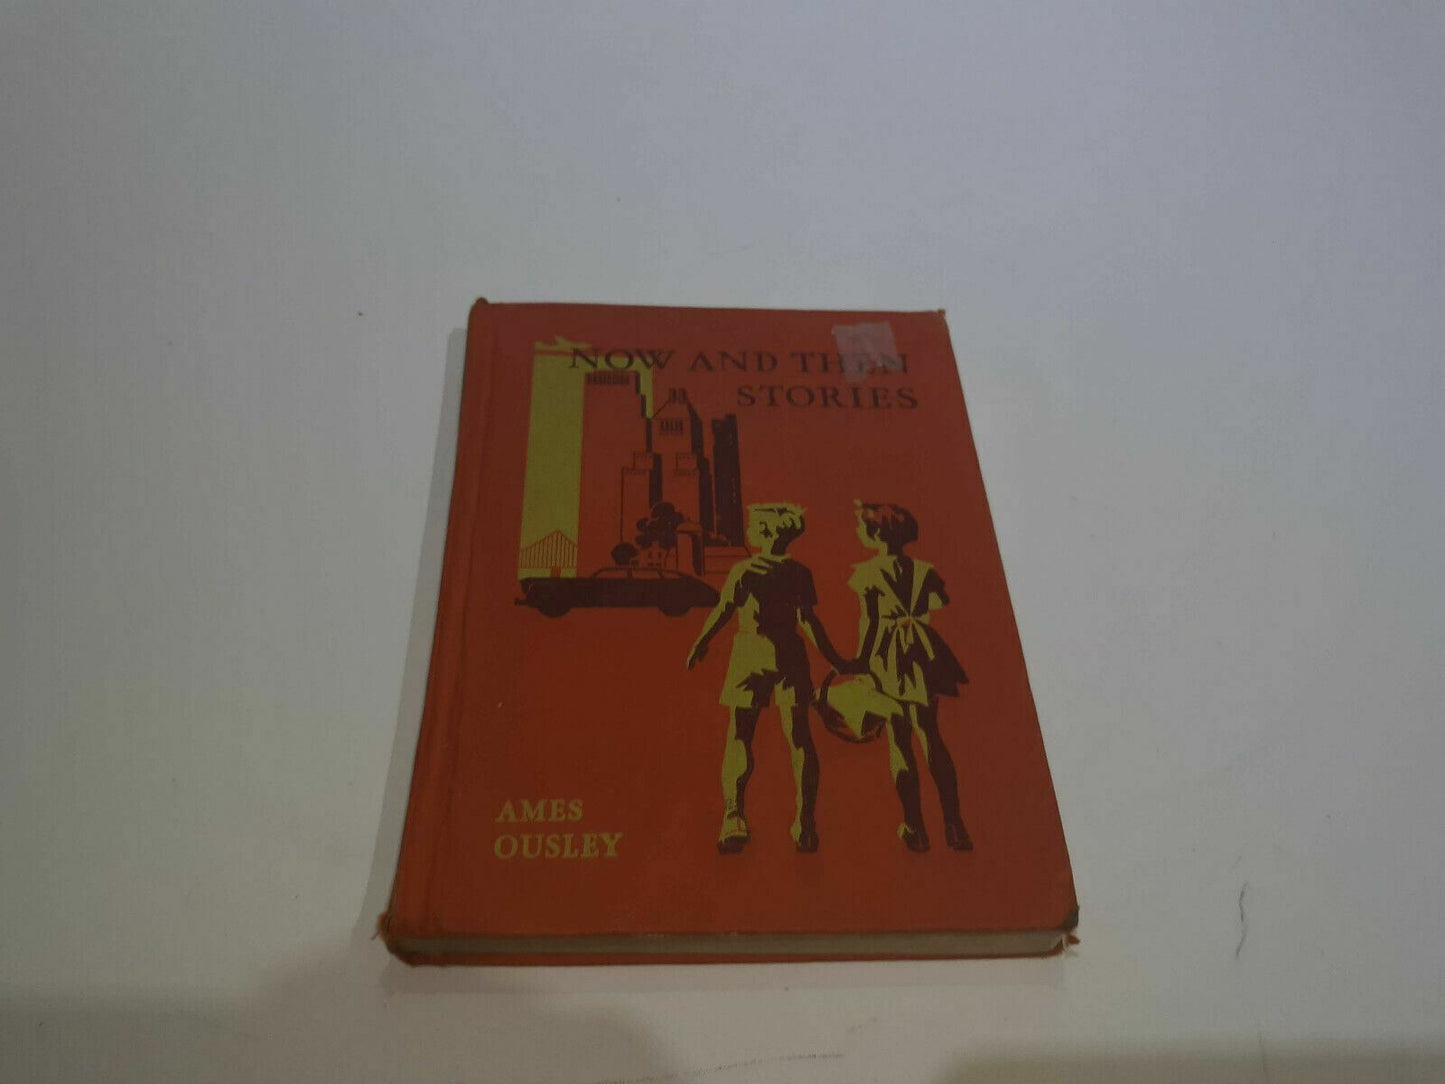 NOW AND THEN
STORIES
AMES
OUSLEY